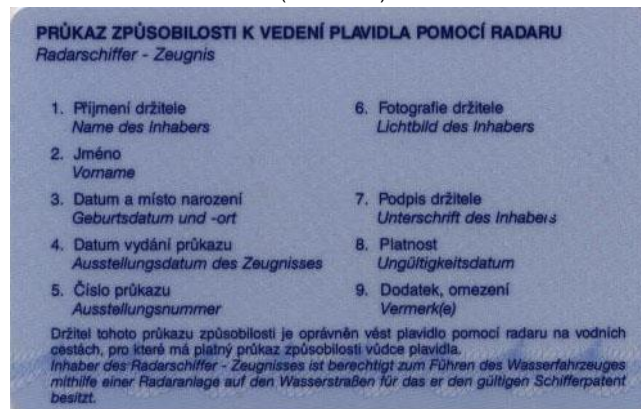 PRŮKAZ ZPŮSOBILOSTI K VEDENÍ PLAVIDLA POMOCÍ RADARU
Radarschiffer - Zeugnis
1. Příjmení držitele
Name des Inhabers
2. Jméno
Vorname
3. Datum a místo narození
Geburtsdatum und -ort
4. Datum vydání průkazu
Ausstellungsdatum des Zeugnisses
5. Číslo průkazu
Ausstellungsnummer
6. Fotografie držitele
Lichtbild des Inhabers
7. Podpis držitele
Unterschrift des Inhabers
8. Platnost
Ungültigkeitsdatum
9. Dodatek, omezení
Vermerk(e)
Držitel tohoto průkazu způsobilosti je oprávněn vést plavidlo pomocí radaru na vodních
cestách, pro které má platný průkaz způsobilosti vůdce plavidla.
Inhaber des Radarschiffer - Zeugnisses ist berechtigt zum Führen des Wasserfahrzeuges
mithilfe einer Radaranlage auf den Wasserstraßen für das er den gültigen Schifferpatent
besitzt.